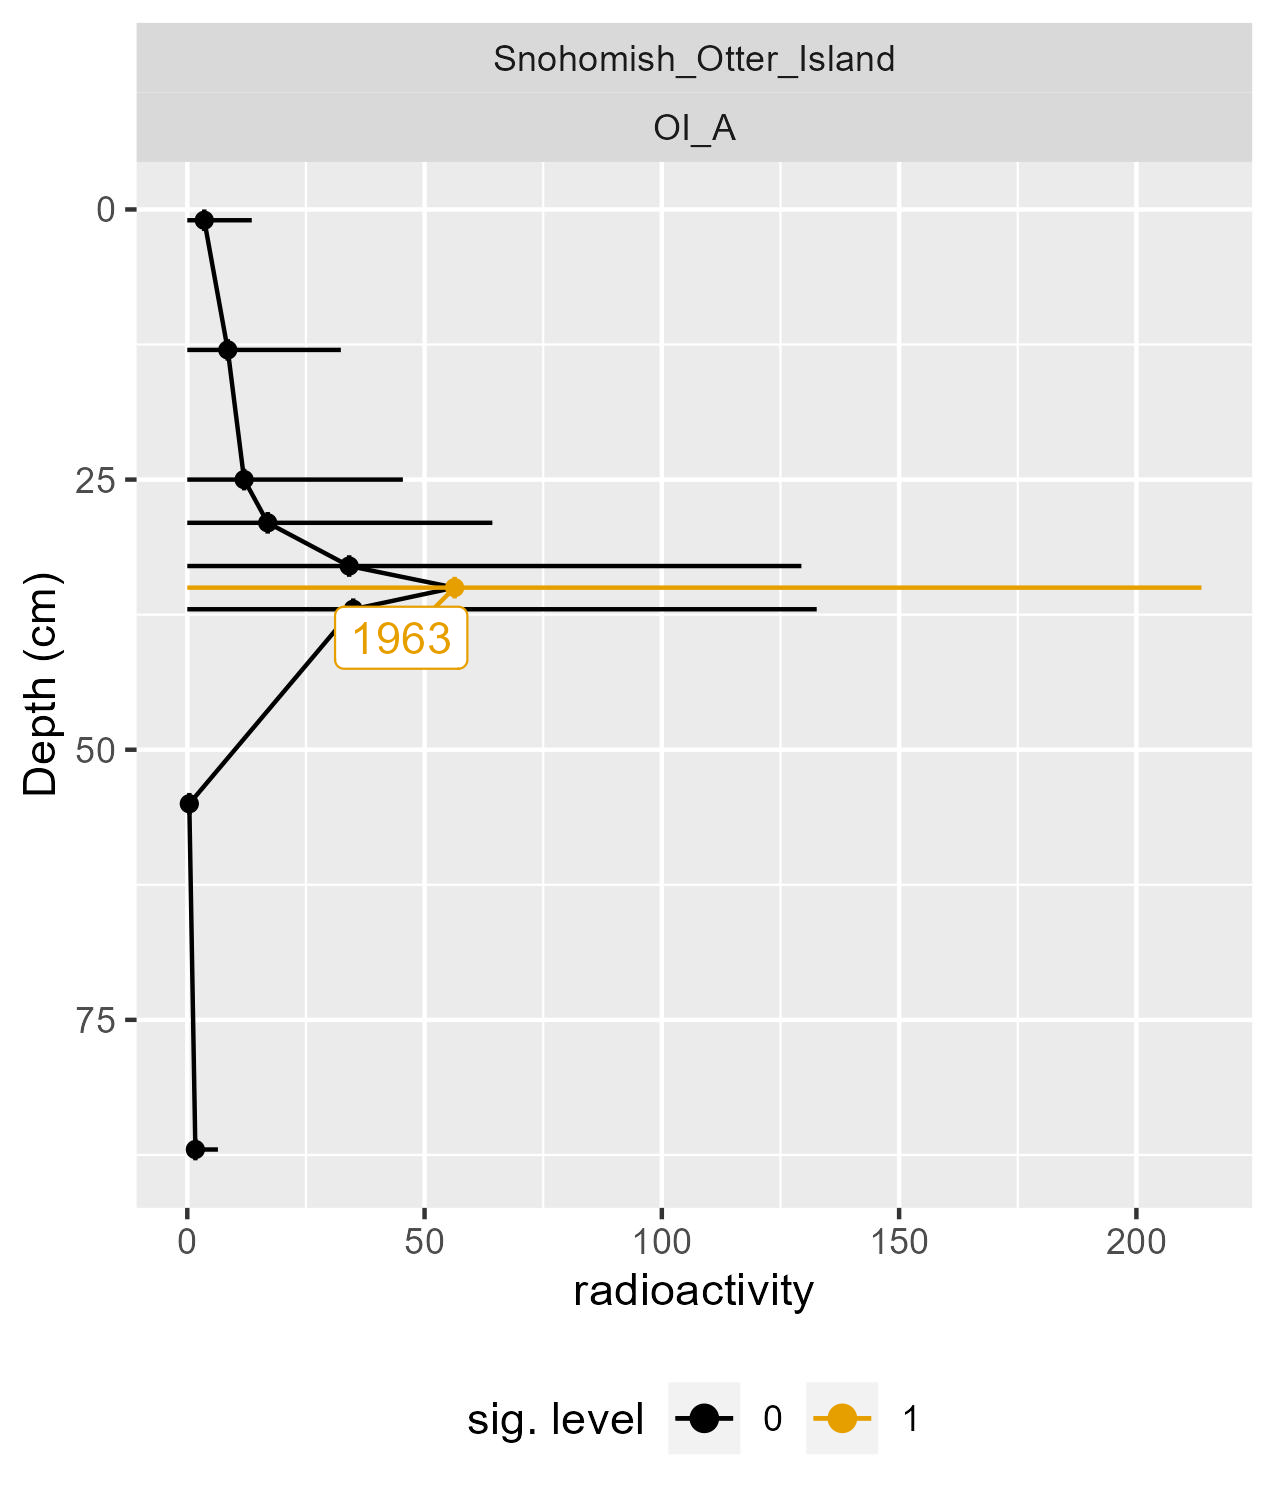 Snohomish_Otter_Island
OI_A
0
25
50
75
Depth (cm)
1963
0 50 100 150 200
radioactivity
sig. level 0 1